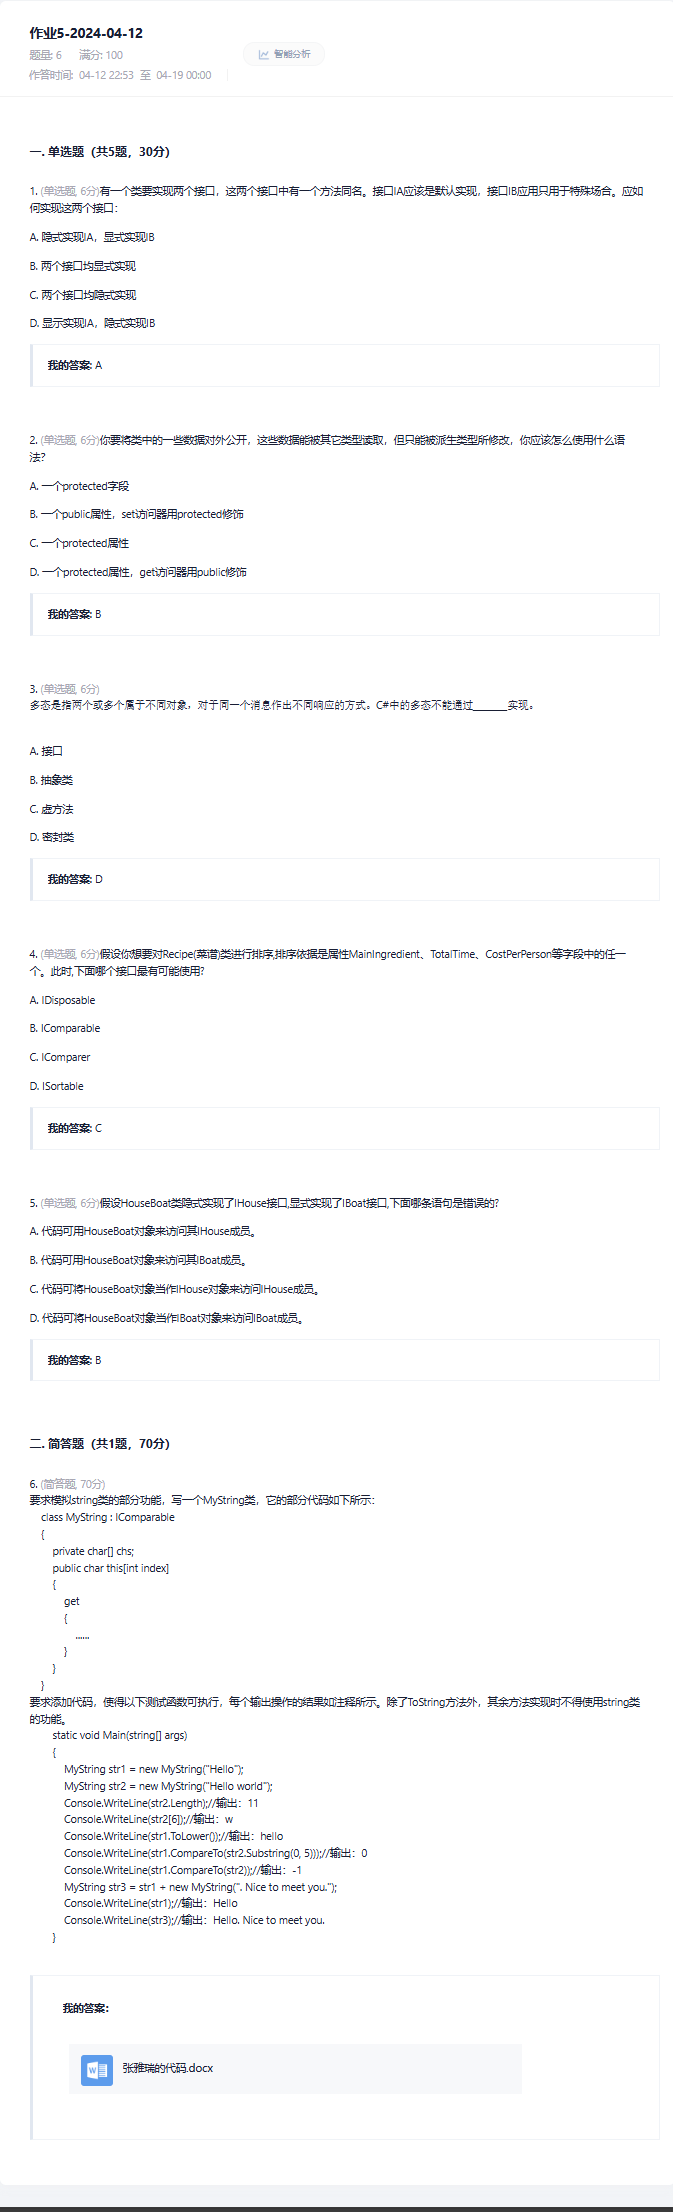 作业5-2024-04-12
题量: 6 满分: 100
智能分析
作答时间: 04-12 22:53 至 04-19 00:00
一. 单选题（共5题，30分）
1. (单选题, 6分)有一个类要实现两个接口，这两个接口中有一个方法同名。接口IA应该是默认实现，接口IB应用只用于特殊场合。应如
何实现这两个接口：
A. 隐式实现IA，显式实现IB
B. 两个接口均显式实现
C. 两个接口均隐式实现
D. 显示实现IA，隐式实现IB
我的答案: A
2. (单选题, 6分)你要将类中的一些数据对外公开，这些数据能被其它类型读取，但只能被派生类型所修改，你应该怎么使用什么语
法？
A. 一个protected字段
B. 一个public属性，set访问器用protected修饰
C. 一个protected属性
D. 一个protected属性，get访问器用public修饰
我的答案: B
3. (单选题, 6分)
多态是指两个或多个属于不同对象，对于同一个消息作出不同响应的方式。C#中的多态不能通过______实现。
A. 接口
B. 抽象类
C. 虚方法
D. 密封类
我的答案: D
4. (单选题, 6分)假设你想要对Recipe(菜谱)类进行排序,排序依据是属性MainIngredient、TotalTime、CostPerPerson等字段中的任一
个。此时,下面哪个接口最有可能使用?
A. IDisposable
B. IComparable
C. IComparer
D. ISortable
我的答案: C
5. (单选题, 6分)假设HouseBoat类隐式实现了IHouse接口,显式实现了IBoat接口,下面哪条语句是错误的?
A. 代码可用HouseBoat对象来访问其IHouse成员。
B. 代码可用HouseBoat对象来访问其IBoat成员。
C. 代码可将HouseBoat对象当作IHouse对象来访问IHouse成员。
D. 代码可将HouseBoat对象当作IBoat对象来访问IBoat成员。
我的答案: B
二. 简答题（共1题，70分）
6. (简答题, 70分)
要求模拟string类的部分功能，写一个MyString类，它的部分代码如下所示：
class MyString : IComparable
{
private char[] chs;
public char this[int index]
{
get
{
......
}
}
}
要求添加代码，使得以下测试函数可执行，每个输出操作的结果如注释所示。除了ToString方法外，其余方法实现时不得使用string类
的功能。
static void Main(string[] args)
{
MyString str1 = new MyString("Hello");
MyString str2 = new MyString("Hello world");
Console.WriteLine(str2.Length);//输出：11
Console.WriteLine(str2[6]);//输出：w
Console.WriteLine(str1.ToLower());//输出：hello
Console.WriteLine(str1.CompareTo(str2.Substring(0, 5)));//输出：0
Console.WriteLine(str1.CompareTo(str2));//输出：-1
MyString str3 = str1 + new MyString(". Nice to meet you.");
Console.WriteLine(str1);//输出：Hello
Console.WriteLine(str3);//输出：Hello. Nice to meet you.
}
我的答案：
张雅瑞的代码.docx